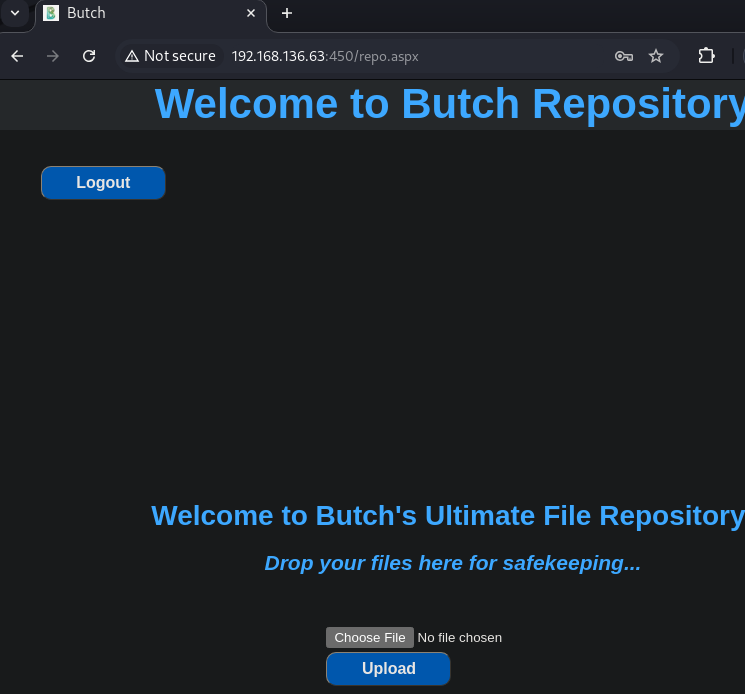 Butch
Not secure 192.168.136.63:450/repo.aspx
Welcome to Butch Repository
Logout
Welcome to Butch's Ultimate File Repository
Drop your files here for safekeeping...
Choose File No file chosen
Upload